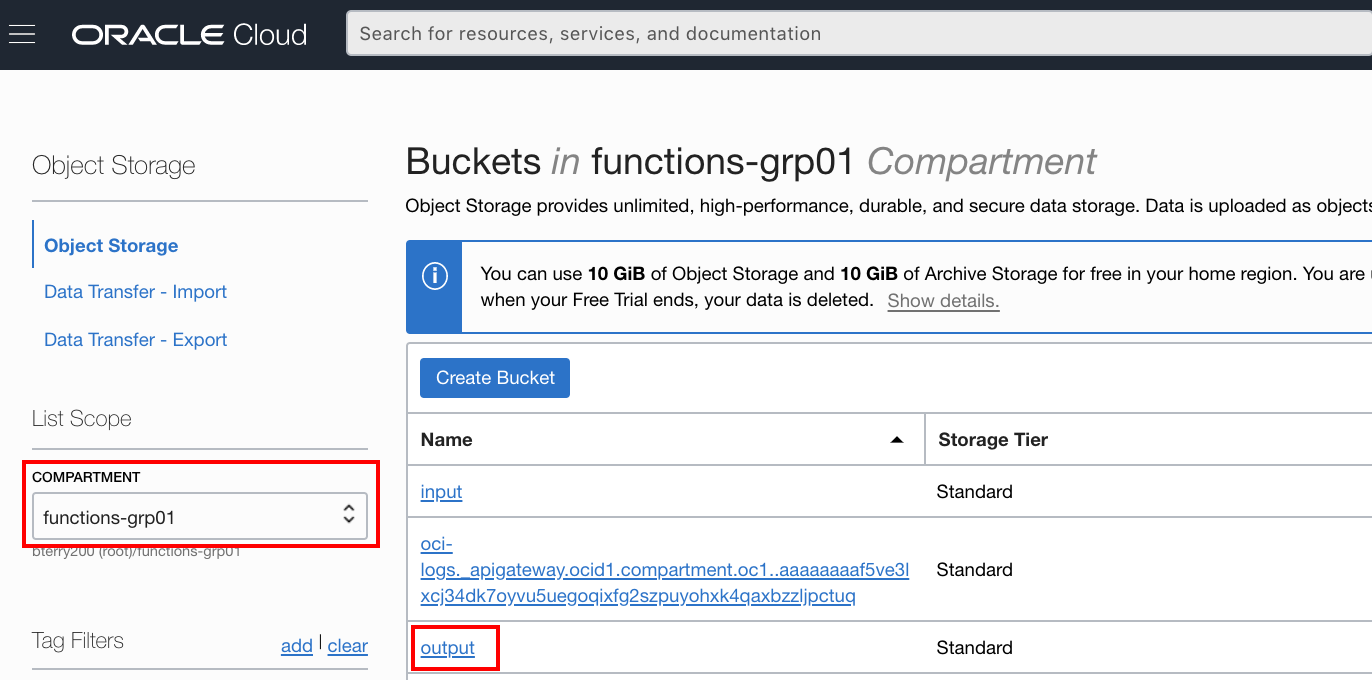 ORACLE Cloud
Search for resources, services, and documentation
Object Storage
Object Storage
Data Transfer - Import
Data Transfer - Export
List Scope
COMPARTMENT
functions-grp01
bterry200 (root)/functions-grp01
Tag Filters
add | clear
Buckets in functions-grp01 Compartment
Object Storage provides unlimited, high-performance, durable, and secure data storage. Data is uploaded as objects
You can use 10 GiB of Object Storage and 10 GiB of Archive Storage for free in your home region. You are
when your Free Trial ends, your data is deleted. Show details.
Create Bucket
Name Storage Tier
input Standard
oci-
logs._apigateway.ocid1.compartment.oc1..aaaaaaaaf5ve3l Standard
xcj34dk7oyvu5uegoqixfg2szpuyohxk4qaxbzzljpctuq
output Standard